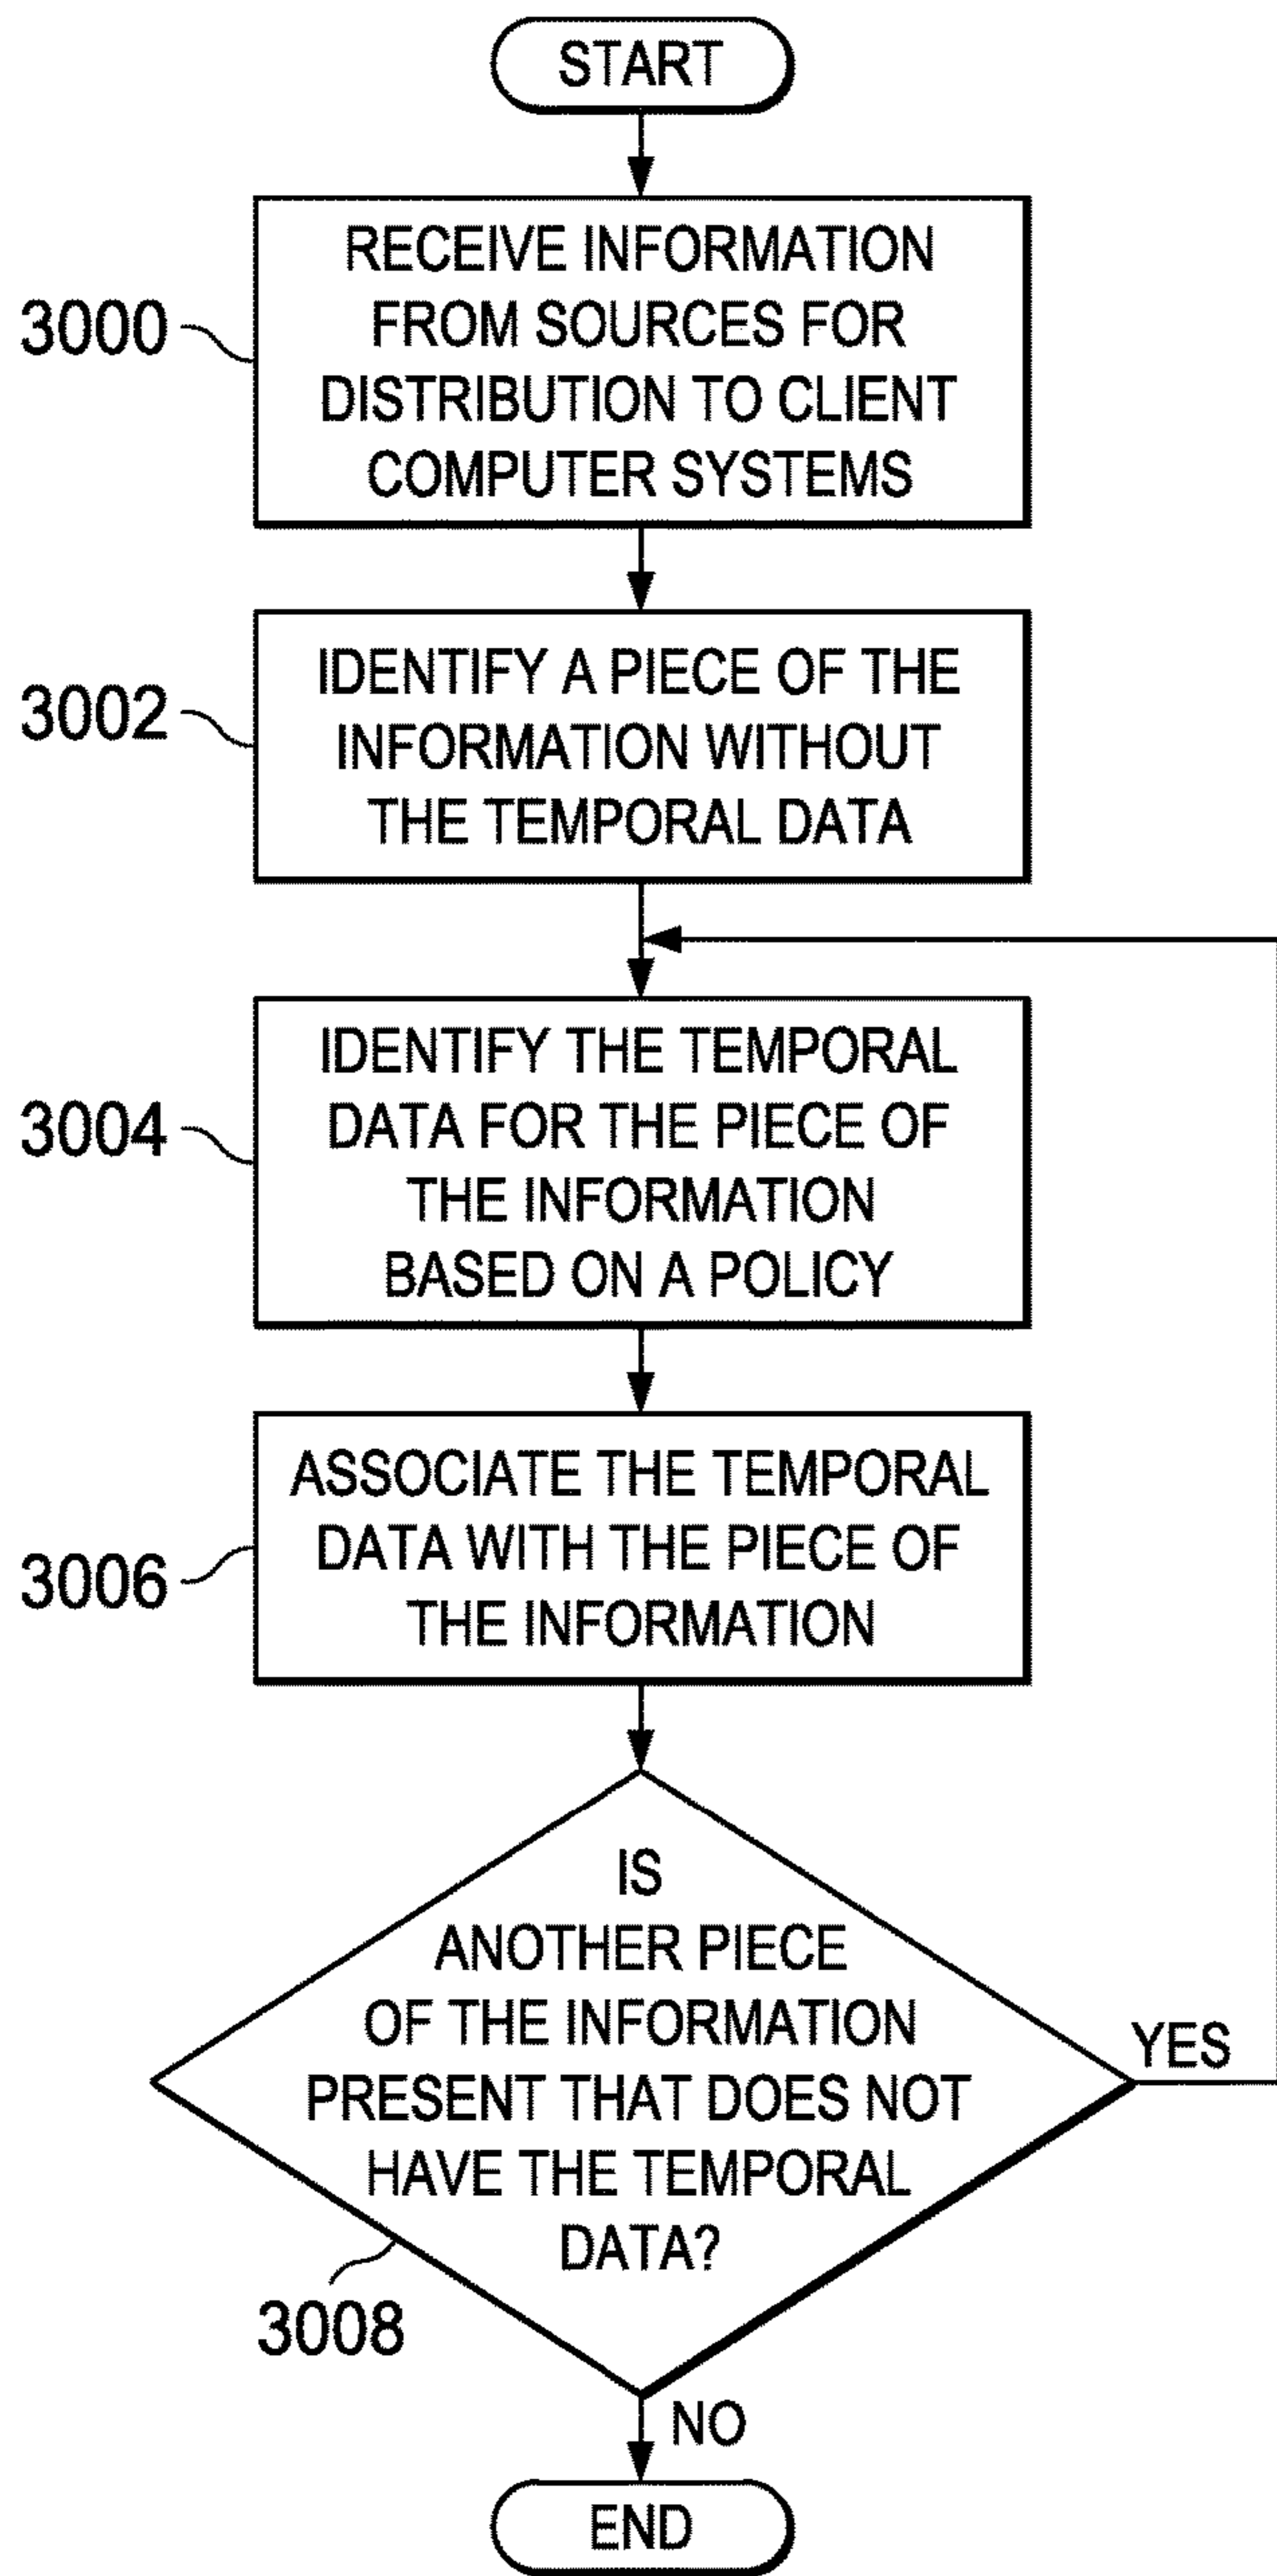 START
3000
RECEIVE INFORMATION
FROM SOURCES FOR
DISTRIBUTION TO CLIENT
COMPUTER SYSTEMS
3002
IDENTIFY A PIECE OF THE
INFORMATION WITHOUT
THE TEMPORAL DATA
3004
IDENTIFY THE TEMPORAL
DATA FOR THE PIECE OF
THE INFORMATION
BASED ON A POLICY
3006
ASSOCIATE THE TEMPORAL
DATA WITH THE PIECE OF
THE INFORMATION
IS
ANOTHER PIECE
OF THE INFORMATION
PRESENT THAT DOES NOT
HAVE THE TEMPORAL
DATA?
YES
3008
NO
END